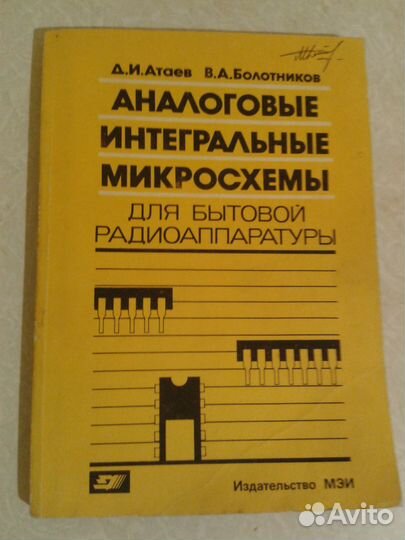 Д.И.Атаев В.А.Болотников
АНАЛОГОВЫЕ
ИНТЕГРАЛЬНЫЕ
МИКРОСХЕМЫ
ДЛЯ БЫТОВОЙ
РАДИОАППАРАТУРЫ
Издательство МЭИ
Avito